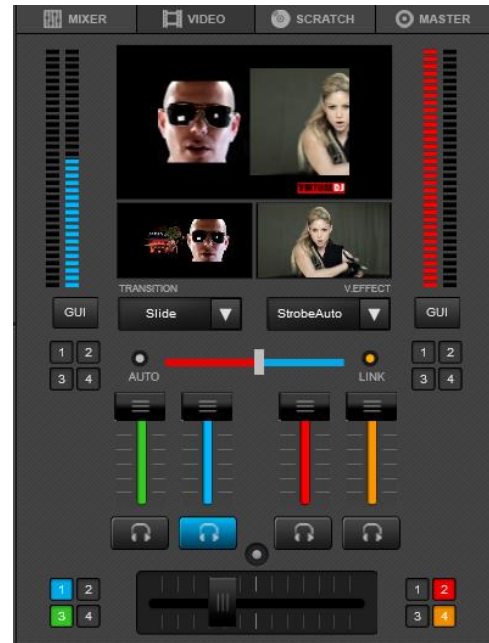 MIXER VIDEO SCRATCH MASTER
VIRTUAL DJ
TRANSITION V.EFFECT
GUI Slide StrobeAuto GUI
1 2 1 2
AUTO LINK
3 4 3 4
1 2 1 2
3 4 3 4